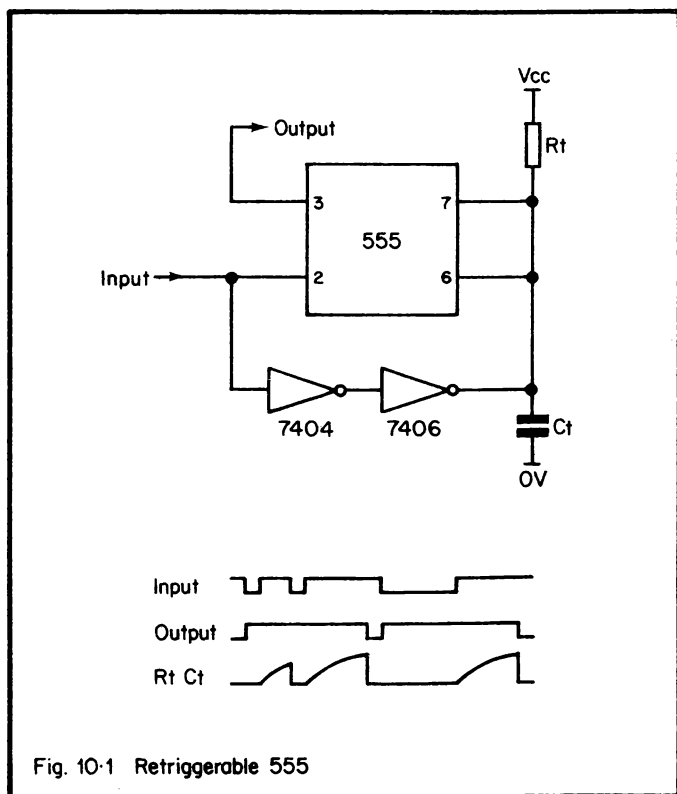 Vcc
Output
Rt
3
7
555
Input
2
6
7404
7406
Ct
0V
Input
Output
Rt Ct
Fig. 10·1 Retriggerable 555